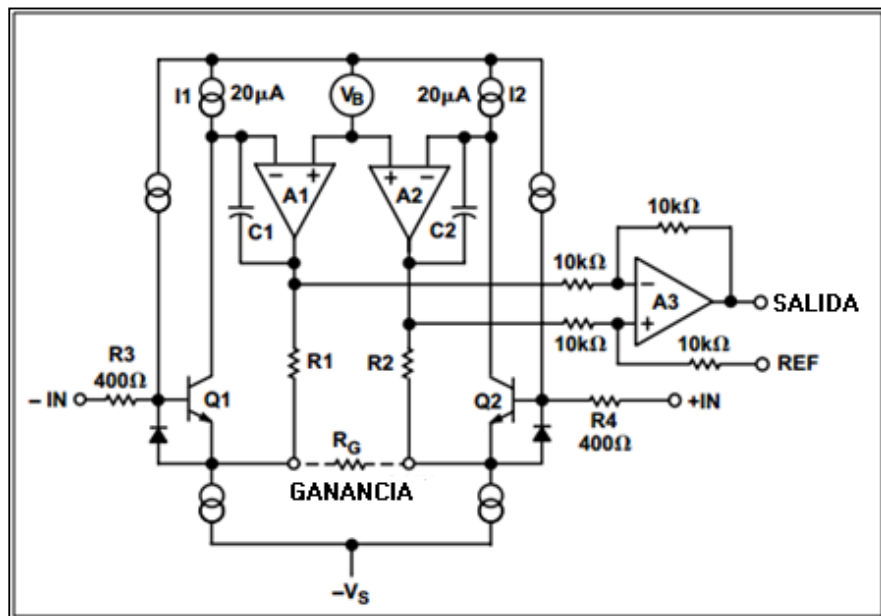 I1
20µA
VB
20µA
I2
10kΩ
− +
+ −
A1
A2
C1
C2
10kΩ
−
A3
SALIDA
+
10kΩ
10kΩ
REF
R3
400Ω
R1
R2
− IN
Q1
Q2
+IN
R4
400Ω
RG
GANANCIA
−VS